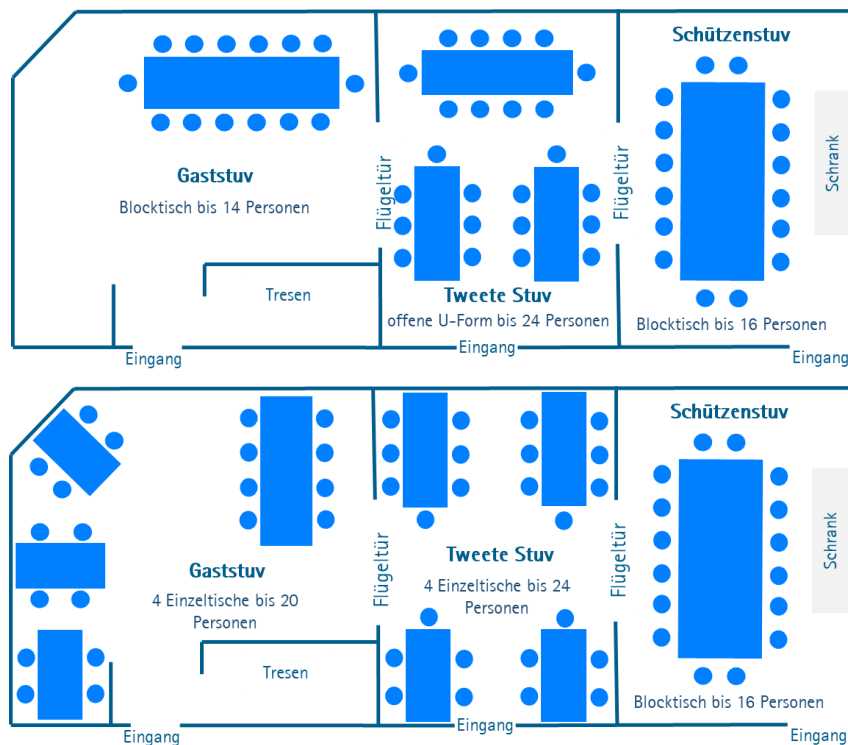 Schützenstuv
Schrank
Flügeltür
Flügeltür
Gaststuv
Blocktisch bis 14 Personen
Tresen
Tweete Stuv
offene U-Form bis 24 Personen
Blocktisch bis 16 Personen
Eingang
Eingang
Eingang
Schützenstuv
Schrank
Flügeltür
Flügeltür
Gaststuv
4 Einzeltische bis 20
Personen
Tweete Stuv
4 Einzeltische bis 24
Personen
Tresen
Blocktisch bis 16 Personen
Eingang
Eingang
Eingang